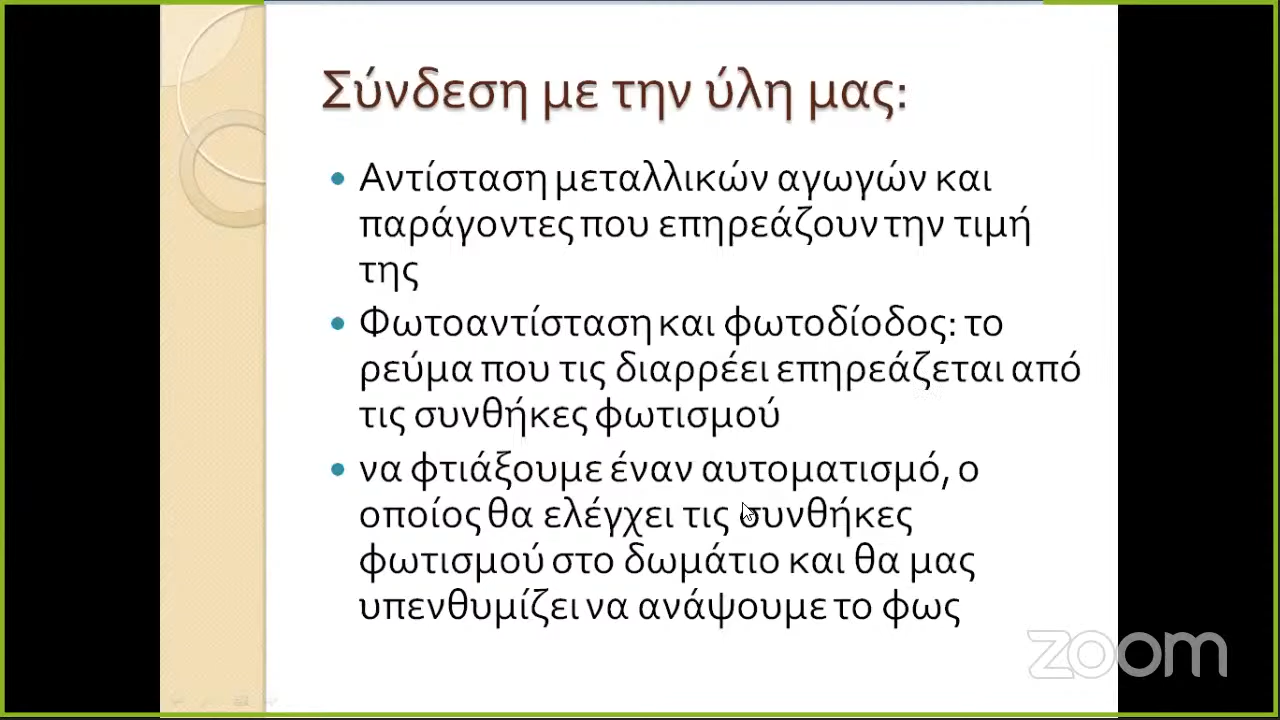 Σύνδεση με την ύλη μας:
• Αντίσταση μεταλλικών αγωγών και
παράγοντες που επηρεάζουν την τιμή
της
• Φωτοαντίσταση και φωτοδίοδος: το
ρεύμα που τις διαρρέει επηρεάζεται από
τις συνθήκες φωτισμού
• να φτιάξουμε έναν αυτοματισμό, ο
οποίος θα ελέγχει τις συνθήκες
φωτισμού στο δωμάτιο και θα μας
υπενθυμίζει να ανάψουμε το φως
zoom